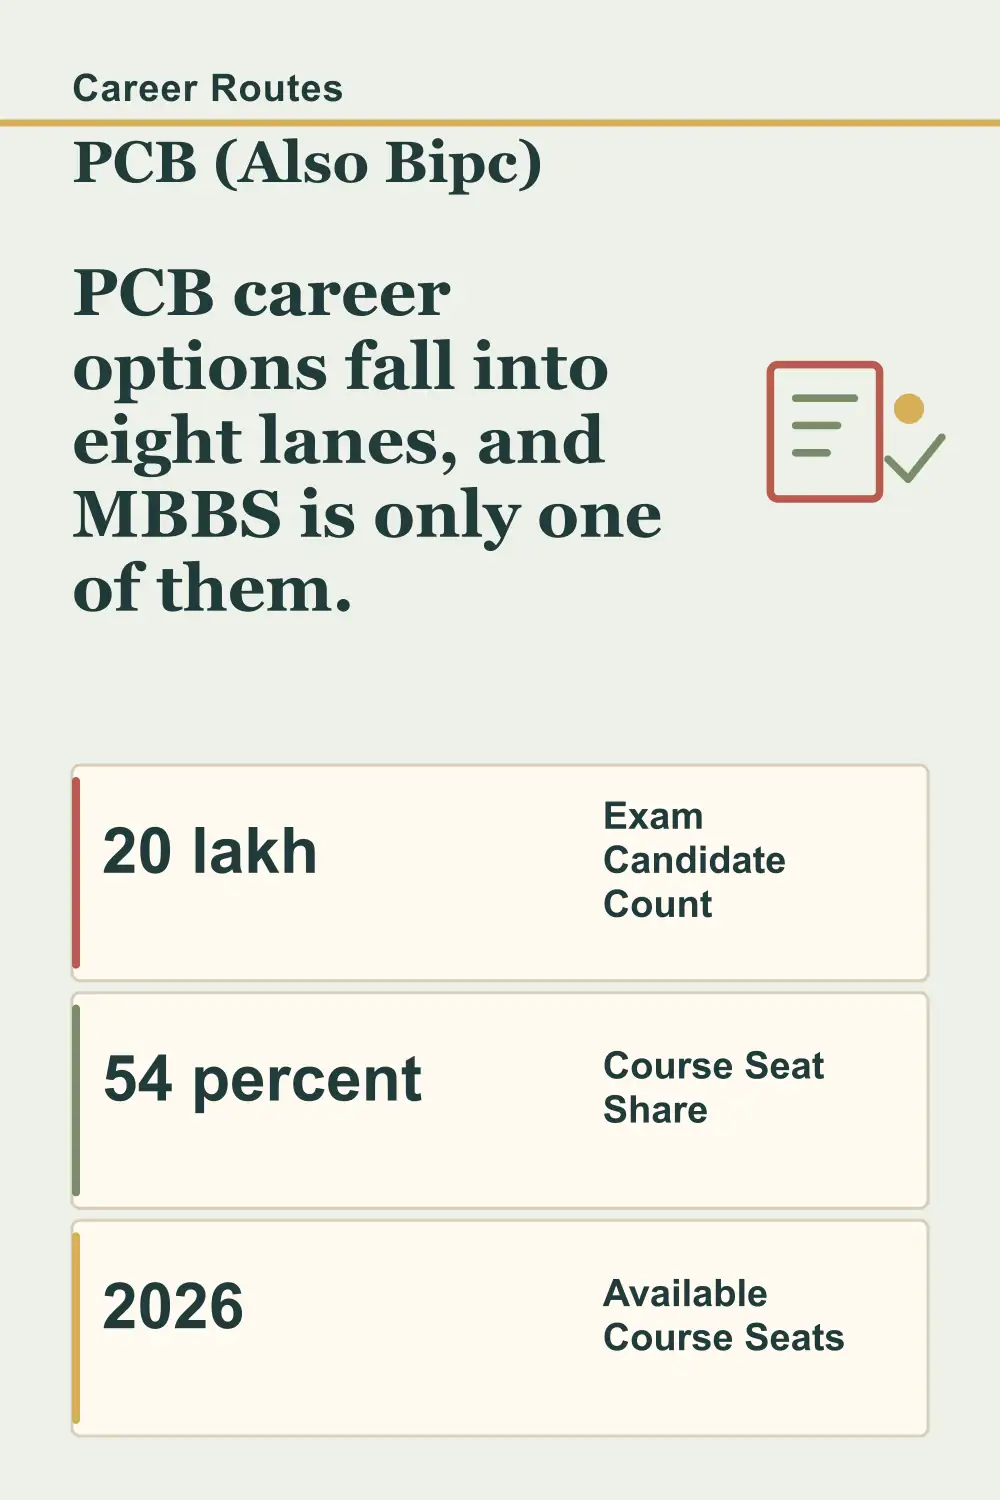 Career Routes
PCB (Also Bipc)
PCB career
options fall into
eight lanes, and
MBBS is only one
of them.
20 lakh
Exam
Candidate
Count
54 percent
Course Seat
Share
2026
Available
Course Seats